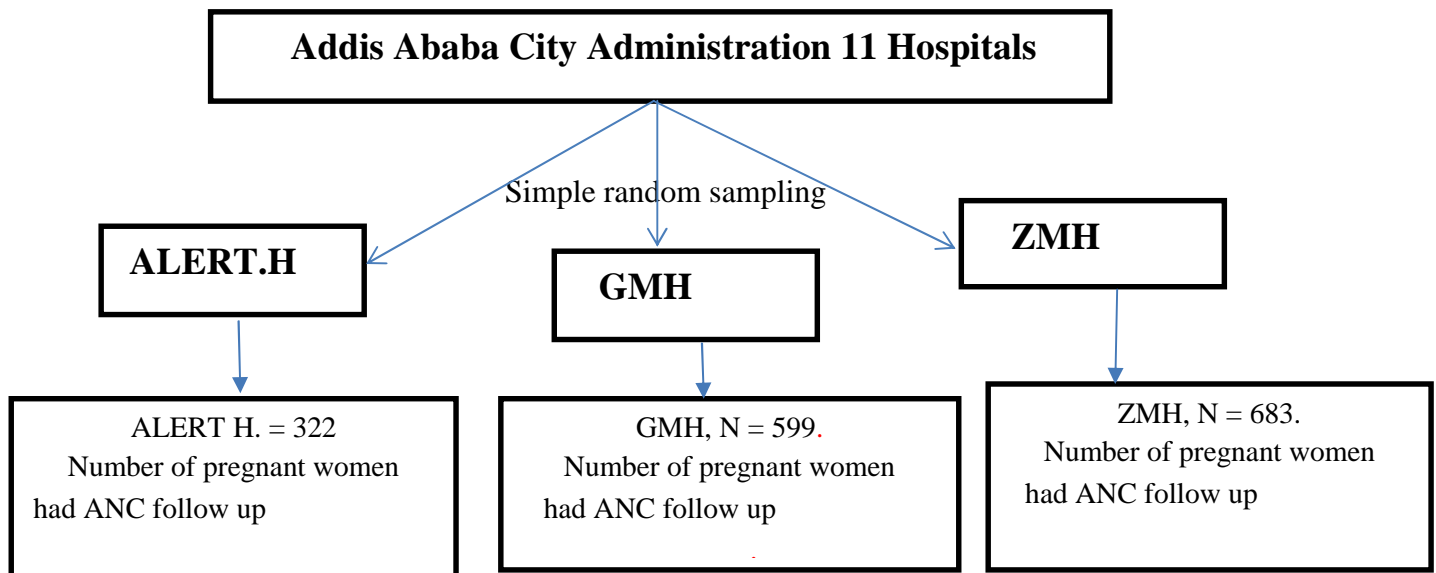 Addis Ababa City Administration 11 Hospitals
Simple random sampling
ALERT.H
GMH
ZMH
ALERT H. = 322
Number of pregnant women
had ANC follow up
GMH, N = 599.
Number of pregnant women
had ANC follow up
.
ZMH, N = 683.
Number of pregnant women
had ANC follow up